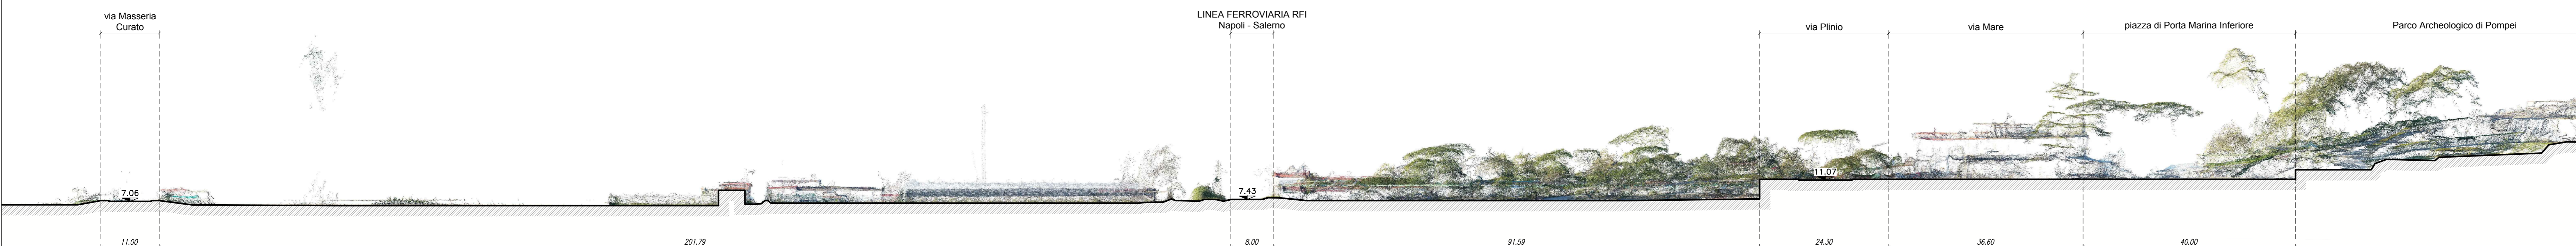 via Masseria
Curato
LINEA FERROVIARIA RFI
Napoli - Salerno
via Plinio
via Mare
piazza di Porta Marina Inferiore
Parco Archeologico di Pompei
7.06
7.43
11.07
11.00
201.79
8.00
91.59
24.30
36.60
40.00